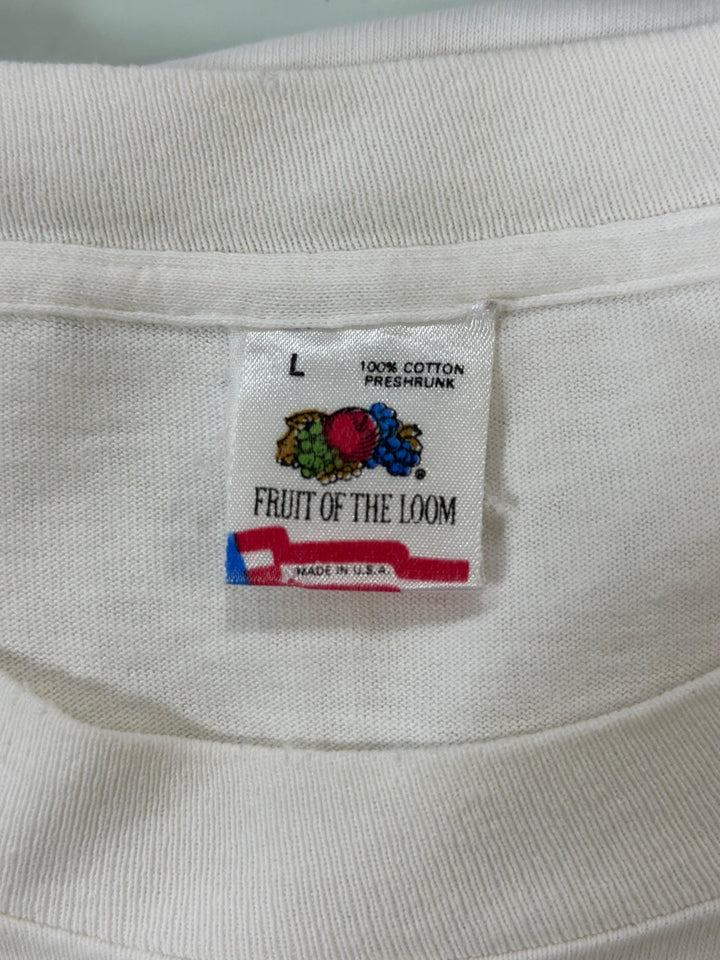 L
100% COTTON
PRESHRUNK
®
FRUIT OF THE LOOM
MADE IN U.S.A.